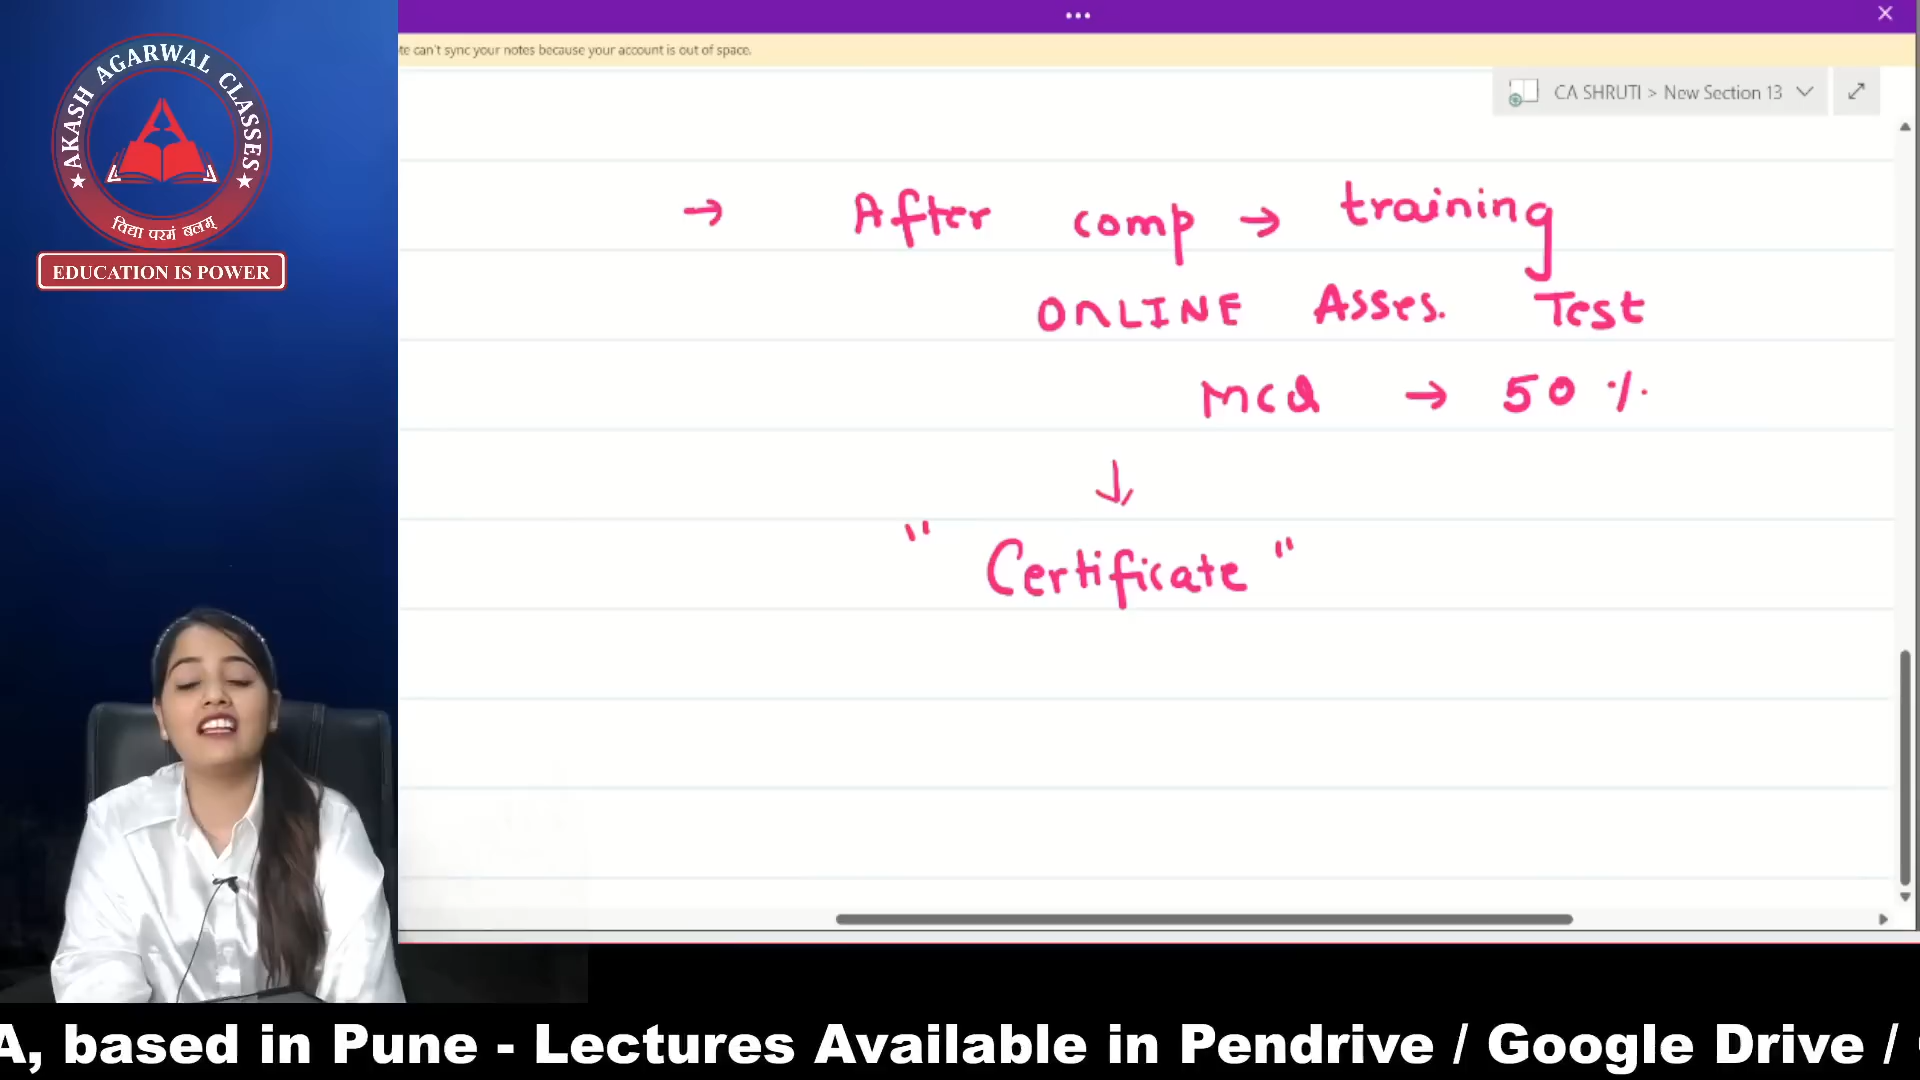 AKASH AGARWAL CLASSES
विद्या परमं बलम्
EDUCATION IS POWER
te can't sync your notes because your account is out of space.
CA SHRUTI > New Section 13
→ After comp → training
ONLINE Asses. Test
MCQ → 50 %
↓
" Certificate "
A, based in Pune - Lectures Available in Pendrive / Google Drive /